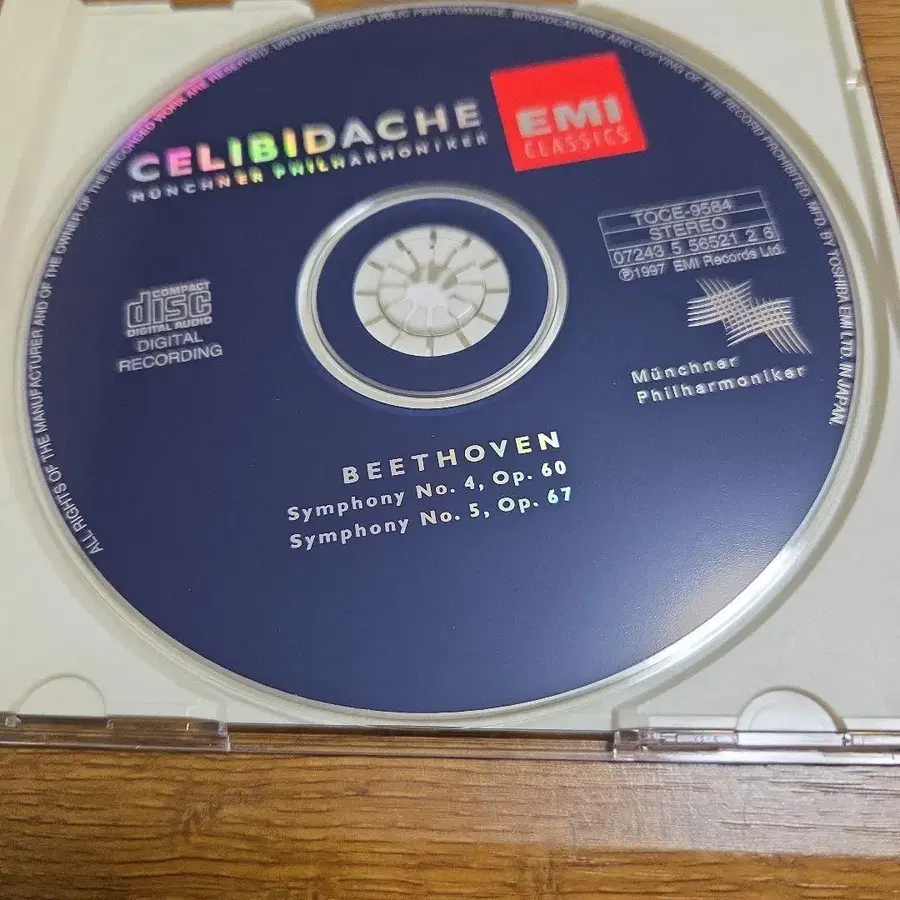 ALL RIGHTS OF THE MANUFACTURER AND OF THE OWNER OF THE RECORDED WORK ARE RESERVED. UNAUTHORIZED PUBLIC PERFORMANCE, BROADCASTING AND COPYING OF THE RECORD PROHIBITED. MFD. BY TOSHIBA EMI LTD. IN JAPAN.
CELIBIDACHE
MÜNCHNER PHILHARMONIKER
EMI
CLASSICS
TOCE-9584
STEREO
07243 5 56521 2 6
℗1997 EMI Records Ltd.
COMPACT
disc
DIGITAL AUDIO
DIGITAL
RECORDING
Münchner
Philharmoniker
BEETHOVEN
Symphony No. 4, Op. 60
Symphony No. 5, Op. 67